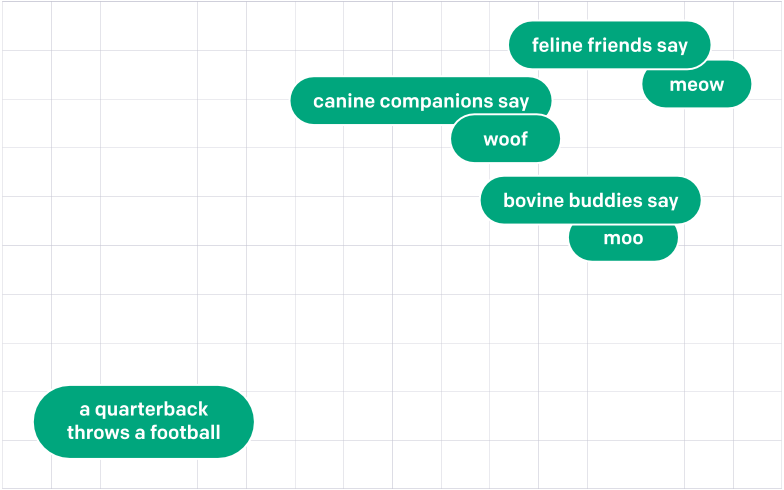 feline friends say
meow
canine companions say
woof
bovine buddies say
moo
a quarterback
throws a football